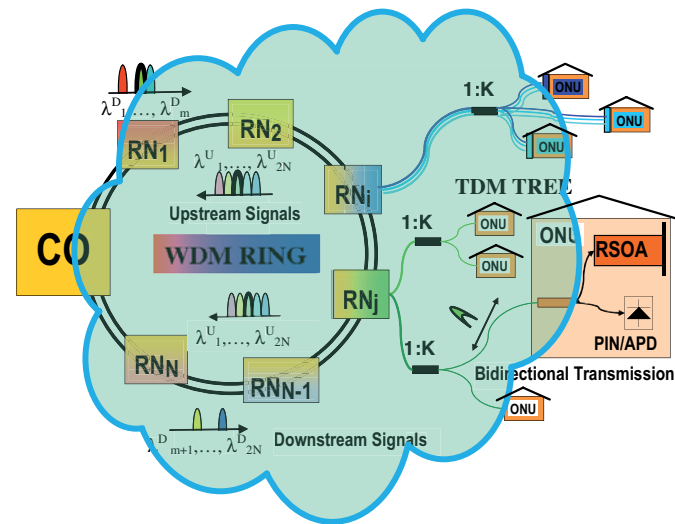 λᴰ₁,…, λᴰₘ
RN₁
RN₂
λᵁ₁,…, λᵁ₂N
Upstream Signals
RNᵢ
CO
WDM RING
RNⱼ
λᵁ₁,…, λᵁ₂N
RN_N
RN_N-1
λᴰₘ₊₁,…, λᴰ₂N
Downstream Signals
1:K
ONU
ONU
ONU
TDM TREE
1:K
ONU
ONU
1:K
ONU
ONU
RSOA
PIN/APD
Bidirectional Transmission